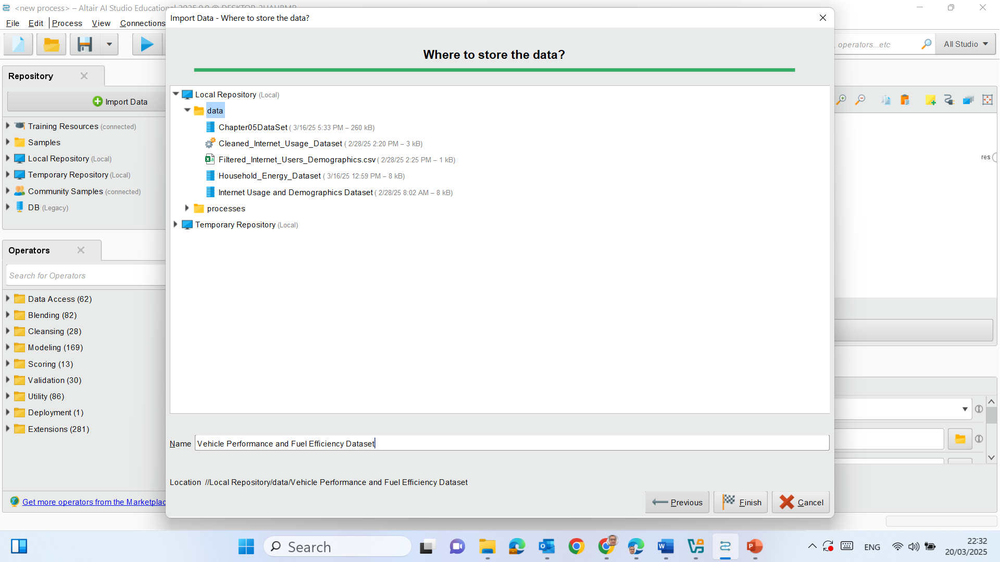 <new process> – Altair AI Studio Educational 2025.0.0 @ DESKTOP-2HAU8MR
File Edit Process View Connections
Import Data - Where to store the data?
Where to store the data?
operators...etc
All Studio
Repository
Import Data
Training Resources (connected)
Samples
Local Repository (Local)
Temporary Repository (Local)
Community Samples (connected)
DB (Legacy)
Local Repository (Local)
data
Chapter05DataSet ( 3/16/25 5:33 PM – 260 kB)
Cleaned_Internet_Usage_Dataset ( 2/28/25 2:20 PM – 3 kB)
Filtered_Internet_Users_Demographics.csv ( 2/28/25 2:25 PM – 1 kB)
Household_Energy_Dataset ( 3/16/25 12:59 PM – 8 kB)
Internet Usage and Demographics Dataset ( 2/28/25 8:02 AM – 8 kB)
processes
Temporary Repository (Local)
res
Operators
Search for Operators
Data Access (62)
Blending (82)
Cleansing (28)
Modeling (169)
Scoring (13)
Validation (30)
Utility (86)
Deployment (1)
Extensions (281)
Get more operators from the Marketplac
Name Vehicle Performance and Fuel Efficiency Dataset
Location //Local Repository/data/Vehicle Performance and Fuel Efficiency Dataset
Previous
Finish
Cancel
Search
ENG
22:32
20/03/2025